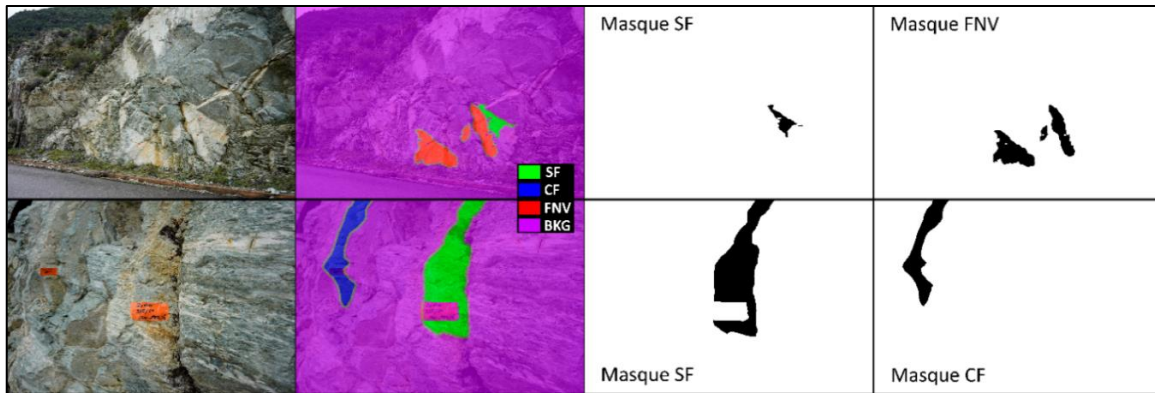 Masque SF
Masque FNV
SF
CF
FNV
BKG
Masque SF
Masque CF